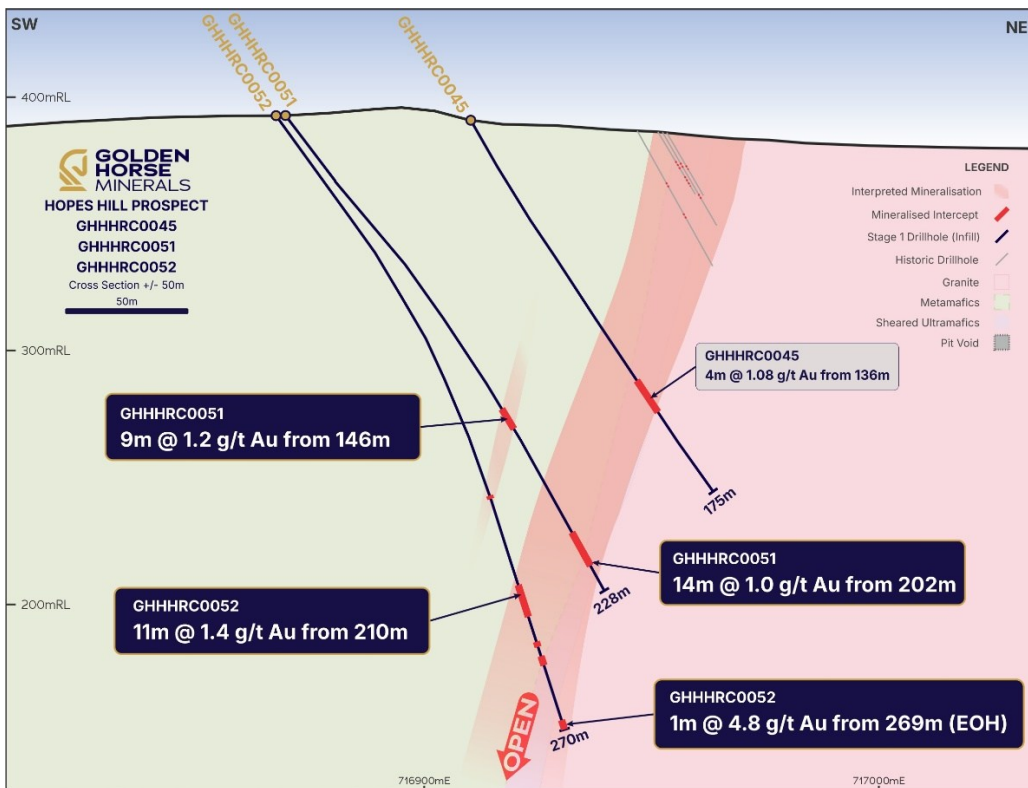 SW
NE
GHHHRC0052
GHHHRC0051
GHHHRC0045
400mRL
GOLDEN
HORSE
MINERALS
HOPES HILL PROSPECT
GHHHRC0045
GHHHRC0051
GHHHRC0052
Cross Section +/- 50m
50m
LEGEND
Interpreted Mineralisation
Mineralised Intercept
Stage 1 Drillhole (Infill)
Historic Drillhole
Granite
Metamafics
Sheared Ultramafics
Pit Void
300mRL
GHHHRC0045
4m @ 1.08 g/t Au from 136m
GHHHRC0051
9m @ 1.2 g/t Au from 146m
175m
GHHHRC0051
14m @ 1.0 g/t Au from 202m
228m
200mRL
GHHHRC0052
11m @ 1.4 g/t Au from 210m
GHHHRC0052
1m @ 4.8 g/t Au from 269m (EOH)
270m
OPEN
716900mE
717000mE